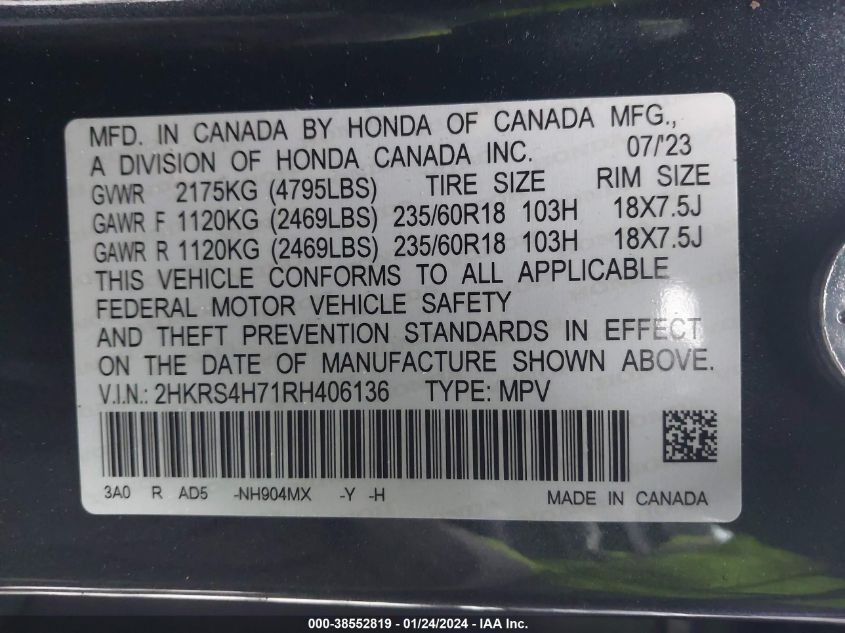 MFD. IN CANADA BY HONDA OF CANADA MFG.,
A DIVISION OF HONDA CANADA INC. 07/'23
GVWR 2175KG (4795LBS) TIRE SIZE RIM SIZE
GAWR F 1120KG (2469LBS) 235/60R18 103H 18X7.5J
GAWR R 1120KG (2469LBS) 235/60R18 103H 18X7.5J
THIS VEHICLE CONFORMS TO ALL APPLICABLE
FEDERAL MOTOR VEHICLE SAFETY
AND THEFT PREVENTION STANDARDS IN EFFECT
ON THE DATE OF MANUFACTURE SHOWN ABOVE.
V.I.N.: 2HKRS4H71RH406136 TYPE: MPV
3A0 R AD5 -NH904MX -Y -H MADE IN CANADA
000-38552819 / 01/24/2024 - IAA Inc.